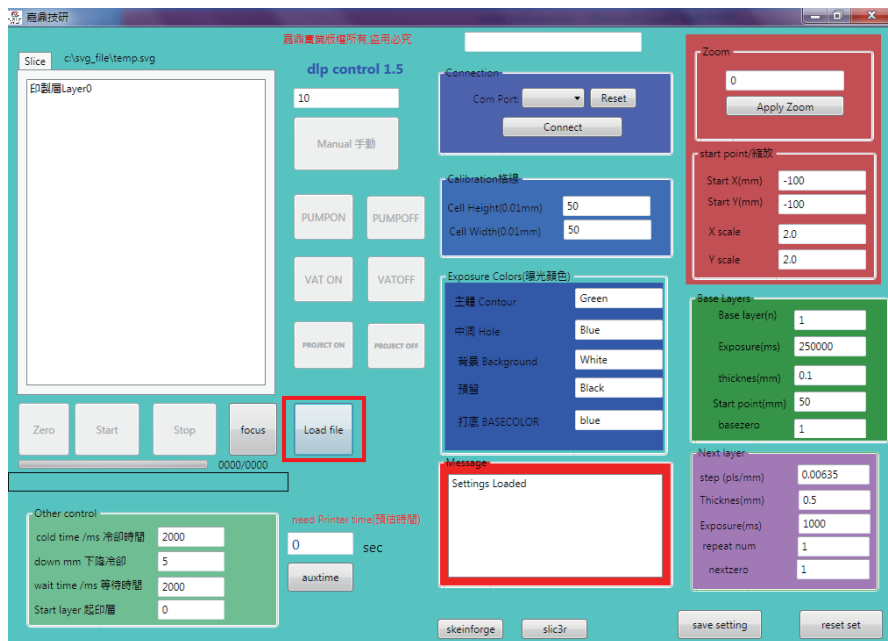 嘉鼎技研
嘉鼎實業版權所有,盜用必究
Slice
c:\svg_file\temp.svg
印製層Layer0
dlp control 1.5
10
Manual 手動
PUMPON
PUMPOFF
VAT ON
VATOFF
PROJECT ON
PROJECT OFF
Zero
Start
Stop
focus
Load file
0000/0000
Other control
cold time /ms 冷卻時間
2000
down mm 下降冷卻
5
wait time /ms 等待時間
2000
Start layer 起印層
0
need Printer time(預估時間)
0
sec
auxtime
Connection
Com Port:
Reset
Connect
Calibration格線
Cell Height(0.01mm)
50
Cell Width(0.01mm)
50
Exposure Colors(曝光顏色)
主體 Contour
Green
中洞 Hole
Blue
背景 Background
White
預留
Black
打底 BASECOLOR
blue
Message
Settings Loaded
skeinforge
slic3r
Zoom
0
Apply Zoom
start point/縮放
Start X(mm)
-100
Start Y(mm)
-100
X scale
2.0
Y scale
2.0
Base Layers
Base layer(n)
1
Exposure(ms)
250000
thicknes(mm)
0.1
Start point(mm)
50
basezero
1
Next layer
step (pls/mm)
0.00635
Thicknes(mm)
0.5
Exposure(ms)
1000
repeat num
1
nextzero
1
save setting
reset set